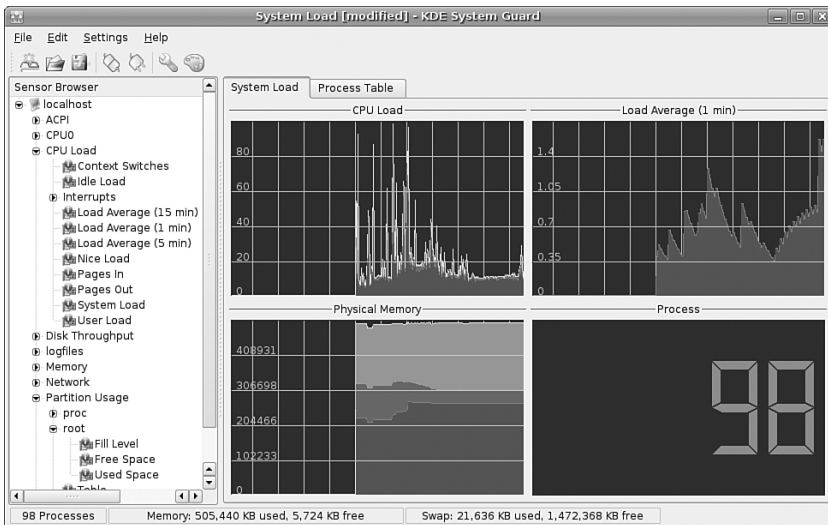 System Load [modified] - KDE System Guard
File Edit Settings Help
Sensor Browser
localhost
ACPI
CPU0
CPU Load
Context Switches
Idle Load
Interrupts
Load Average (15 min)
Load Average (1 min)
Load Average (5 min)
Nice Load
Pages In
Pages Out
System Load
User Load
Disk Throughput
logfiles
Memory
Network
Partition Usage
proc
root
Fill Level
Free Space
Used Space
Table
System Load Process Table
CPU Load
80
60
40
20
0
Load Average (1 min)
1.4
1.05
0.7
0.35
0
Physical Memory
408931
306698
204466
102233
0
Process
98
98 Processes Memory: 505,440 KB used, 5,724 KB free Swap: 21,636 KB used, 1,472,368 KB free